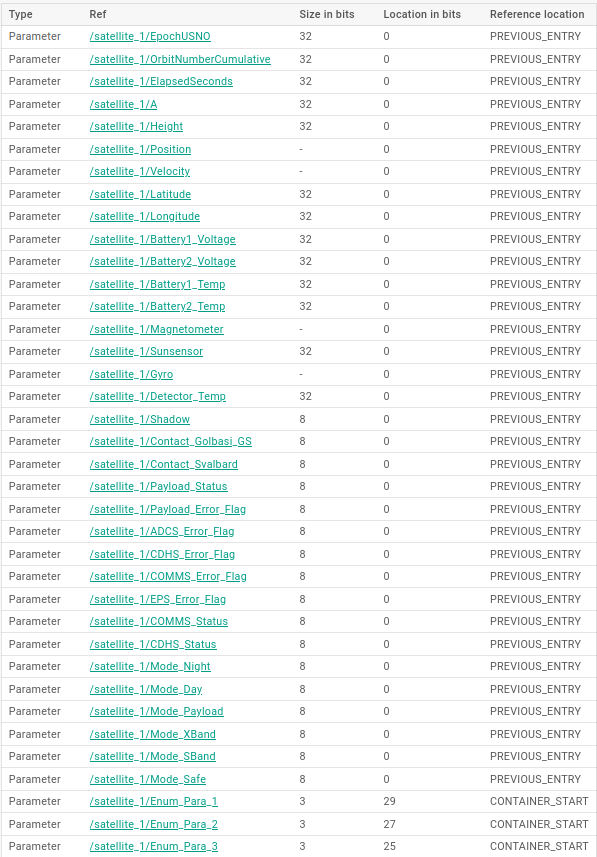 Type Ref Size in bits Location in bits Reference location
Parameter /satellite_1/EpochUSNO 32 0 PREVIOUS_ENTRY
Parameter /satellite_1/OrbitNumberCumulative 32 0 PREVIOUS_ENTRY
Parameter /satellite_1/ElapsedSeconds 32 0 PREVIOUS_ENTRY
Parameter /satellite_1/A 32 0 PREVIOUS_ENTRY
Parameter /satellite_1/Height 32 0 PREVIOUS_ENTRY
Parameter /satellite_1/Position - 0 PREVIOUS_ENTRY
Parameter /satellite_1/Velocity - 0 PREVIOUS_ENTRY
Parameter /satellite_1/Latitude 32 0 PREVIOUS_ENTRY
Parameter /satellite_1/Longitude 32 0 PREVIOUS_ENTRY
Parameter /satellite_1/Battery1_Voltage 32 0 PREVIOUS_ENTRY
Parameter /satellite_1/Battery2_Voltage 32 0 PREVIOUS_ENTRY
Parameter /satellite_1/Battery1_Temp 32 0 PREVIOUS_ENTRY
Parameter /satellite_1/Battery2_Temp 32 0 PREVIOUS_ENTRY
Parameter /satellite_1/Magnetometer - 0 PREVIOUS_ENTRY
Parameter /satellite_1/Sunsensor 32 0 PREVIOUS_ENTRY
Parameter /satellite_1/Gyro - 0 PREVIOUS_ENTRY
Parameter /satellite_1/Detector_Temp 32 0 PREVIOUS_ENTRY
Parameter /satellite_1/Shadow 8 0 PREVIOUS_ENTRY
Parameter /satellite_1/Contact_Golbasi_GS 8 0 PREVIOUS_ENTRY
Parameter /satellite_1/Contact_Svalbard 8 0 PREVIOUS_ENTRY
Parameter /satellite_1/Payload_Status 8 0 PREVIOUS_ENTRY
Parameter /satellite_1/Payload_Error_Flag 8 0 PREVIOUS_ENTRY
Parameter /satellite_1/ADCS_Error_Flag 8 0 PREVIOUS_ENTRY
Parameter /satellite_1/CDHS_Error_Flag 8 0 PREVIOUS_ENTRY
Parameter /satellite_1/COMMS_Error_Flag 8 0 PREVIOUS_ENTRY
Parameter /satellite_1/EPS_Error_Flag 8 0 PREVIOUS_ENTRY
Parameter /satellite_1/COMMS_Status 8 0 PREVIOUS_ENTRY
Parameter /satellite_1/CDHS_Status 8 0 PREVIOUS_ENTRY
Parameter /satellite_1/Mode_Night 8 0 PREVIOUS_ENTRY
Parameter /satellite_1/Mode_Day 8 0 PREVIOUS_ENTRY
Parameter /satellite_1/Mode_Payload 8 0 PREVIOUS_ENTRY
Parameter /satellite_1/Mode_XBand 8 0 PREVIOUS_ENTRY
Parameter /satellite_1/Mode_SBand 8 0 PREVIOUS_ENTRY
Parameter /satellite_1/Mode_Safe 8 0 PREVIOUS_ENTRY
Parameter /satellite_1/Enum_Para_1 3 29 CONTAINER_START
Parameter /satellite_1/Enum_Para_2 3 27 CONTAINER_START
Parameter /satellite_1/Enum_Para_3 3 25 CONTAINER_START